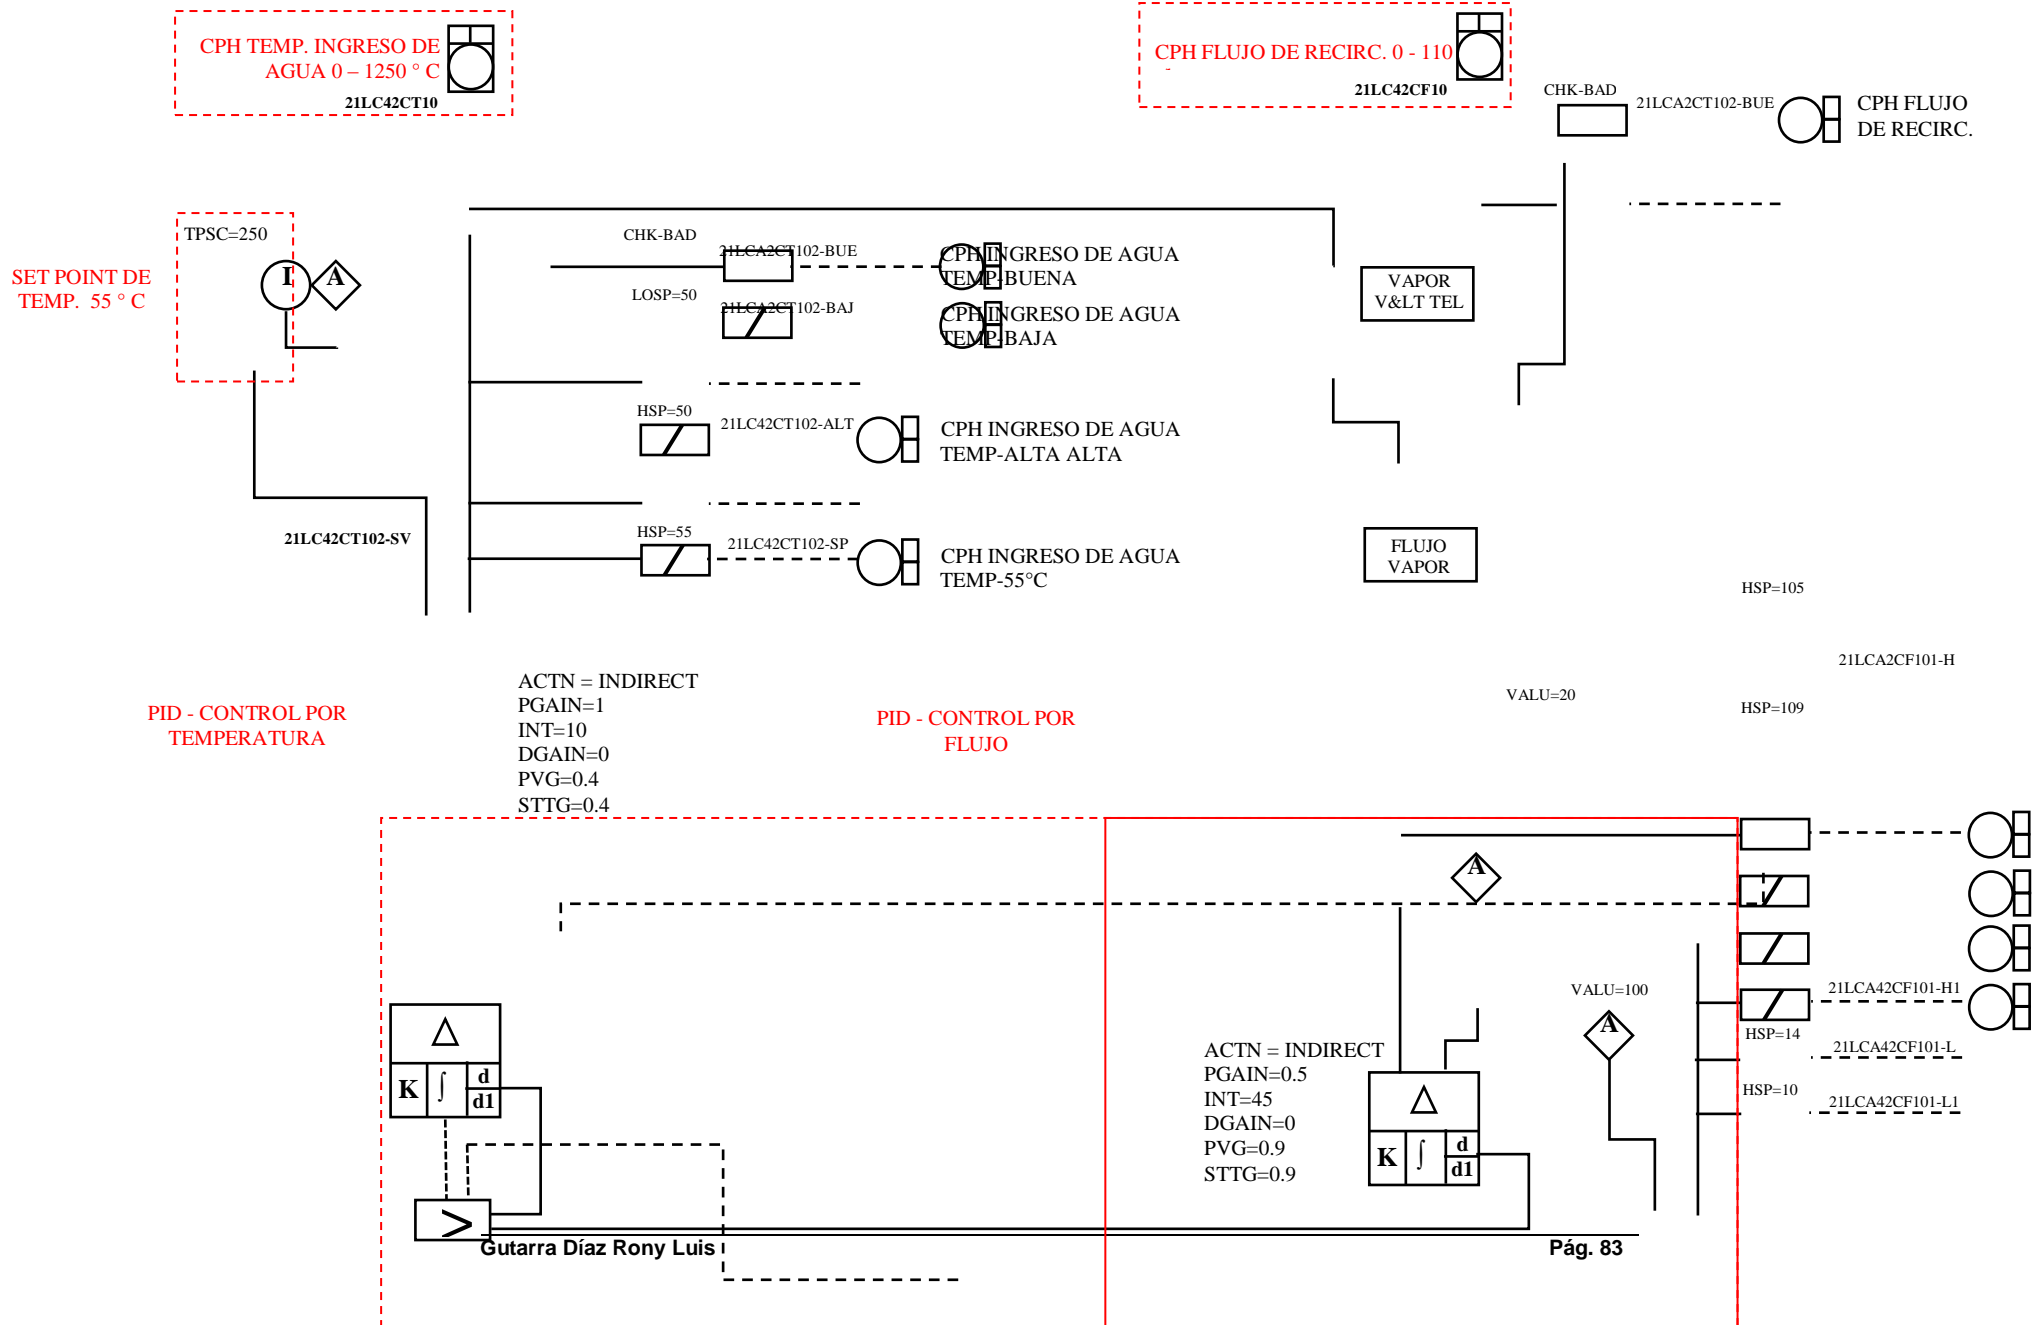 CPH TEMP. INGRESO DE
AGUA 0 – 1250 ° C
21LC42CT10
CPH FLUJO DE RECIRC. 0 - 110
21LC42CF10
CHK-BAD
21LCA2CT102-BUE
CPH FLUJO
DE RECIRC.
TPSC=250
SET POINT DE
TEMP. 55 ° C
I
A
CHK-BAD
21LCA2CT102-BUE
CPH INGRESO DE AGUA
TEMP-BUENA
LOSP=50
21LCA2CT102-BAJ
CPH INGRESO DE AGUA
TEMP-BAJA
VAPOR
V&LT TEL
HSP=50
21LC42CT102-ALT
CPH INGRESO DE AGUA
TEMP-ALTA ALTA
21LC42CT102-SV
HSP=55
21LC42CT102-SP
CPH INGRESO DE AGUA
TEMP-55°C
FLUJO
VAPOR
HSP=105
21LCA2CF101-H
VALU=20
HSP=109
PID - CONTROL POR
TEMPERATURA
ACTN = INDIRECT
PGAIN=1
INT=10
DGAIN=0
PVG=0.4
STTG=0.4
PID - CONTROL POR
FLUJO
A
VALU=100
A
21LCA42CF101-H1
HSP=14
21LCA42CF101-L
HSP=10
21LCA42CF101-L1
Δ
K
∫
d
d1
ACTN = INDIRECT
PGAIN=0.5
INT=45
DGAIN=0
PVG=0.9
STTG=0.9
Δ
K
∫
d
d1
>
Gutarra Díaz Rony Luis
Pág. 83